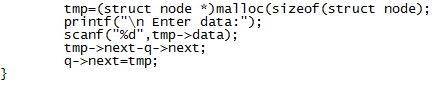 tmp=(struct node *)malloc(sizeof(struct node);
printf("\n Enter data:");
scanf("%d",tmp->data);
tmp->next-q->next;
q->next=tmp;
}